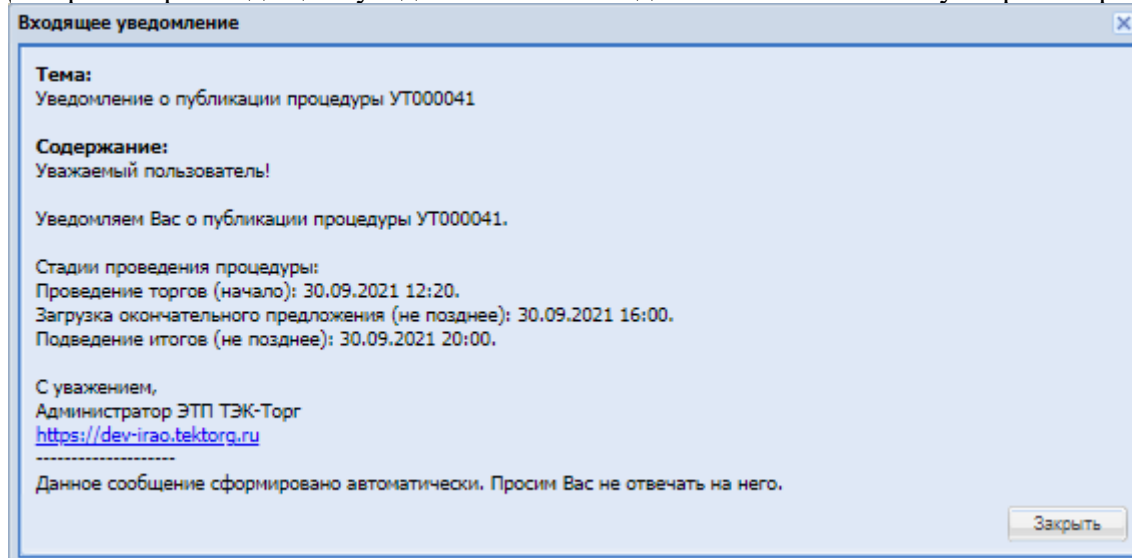 Входящее уведомление
Тема:
Уведомление о публикации процедуры УТ000041
Содержание:
Уважаемый пользователь!
Уведомляем Вас о публикации процедуры УТ000041.
Стадии проведения процедуры:
Проведение торгов (начало): 30.09.2021 12:20.
Загрузка окончательного предложения (не позднее): 30.09.2021 16:00.
Подведение итогов (не позднее): 30.09.2021 20:00.
С уважением,
Администратор ЭТП ТЭК-Торг
https://dev-irao.tektorg.ru
--------------------
Данное сообщение сформировано автоматически. Просим Вас не отвечать на него.
Закрыть